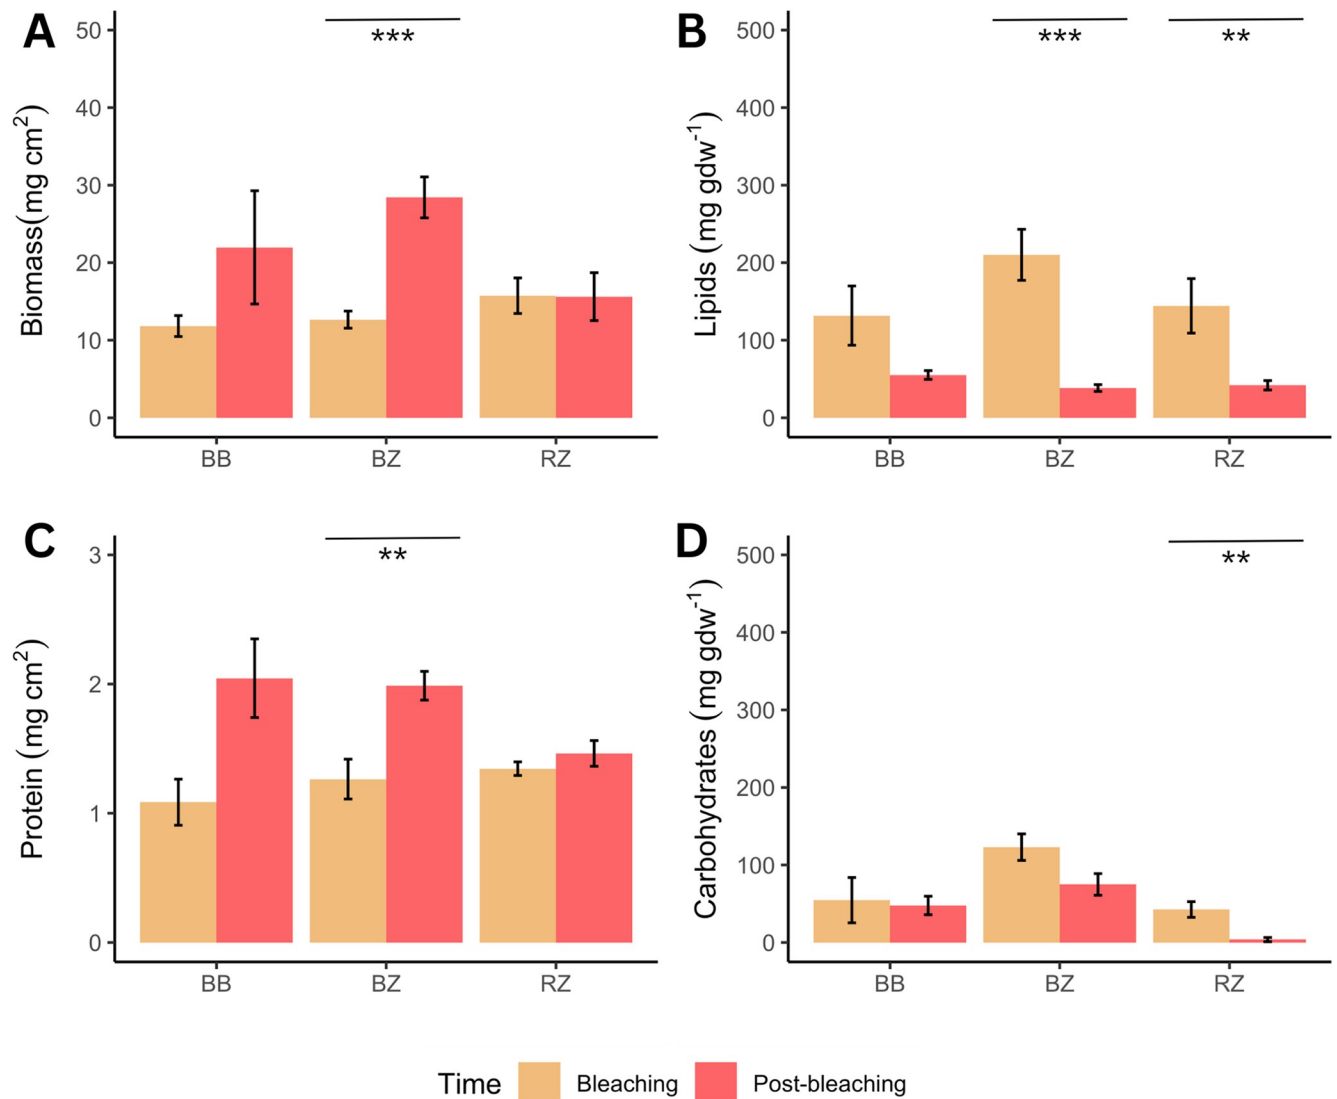 A
Biomass(mg cm²)
50
40
30
20
10
0
***
BB BZ RZ
B
Lipids (mg gdw⁻¹)
500
400
300
200
100
0
*** **
BB BZ RZ
C
Protein (mg cm²)
3
2
1
0
**
BB BZ RZ
D
Carbohydrates (mg gdw⁻¹)
500
400
300
200
100
0
**
BB BZ RZ
Time Bleaching Post-bleaching